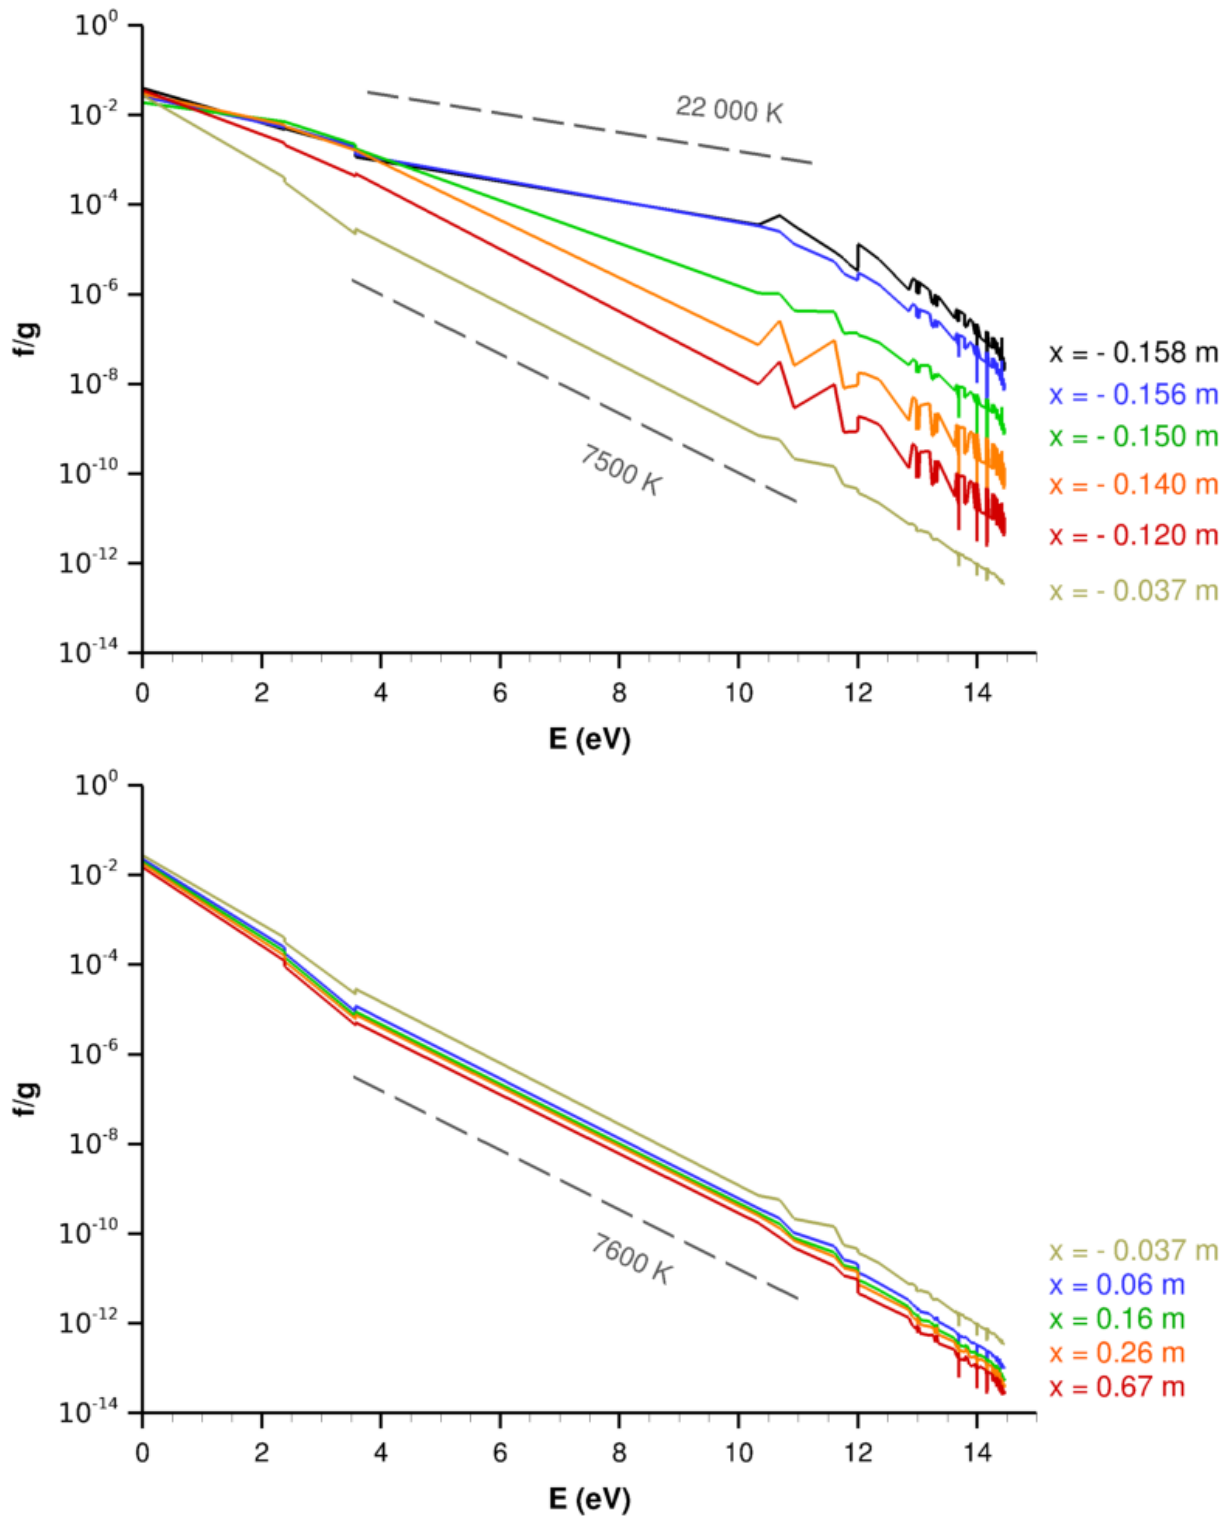 10^0
10^-2
10^-4
10^-6
10^-8
10^-10
10^-12
10^-14
f/g
22 000 K
7500 K
x = - 0.158 m
x = - 0.156 m
x = - 0.150 m
x = - 0.140 m
x = - 0.120 m
x = - 0.037 m
0 2 4 6 8 10 12 14
E (eV)
10^0
10^-2
10^-4
10^-6
10^-8
10^-10
10^-12
10^-14
f/g
7600 K
x = - 0.037 m
x = 0.06 m
x = 0.16 m
x = 0.26 m
x = 0.67 m
0 2 4 6 8 10 12 14
E (eV)